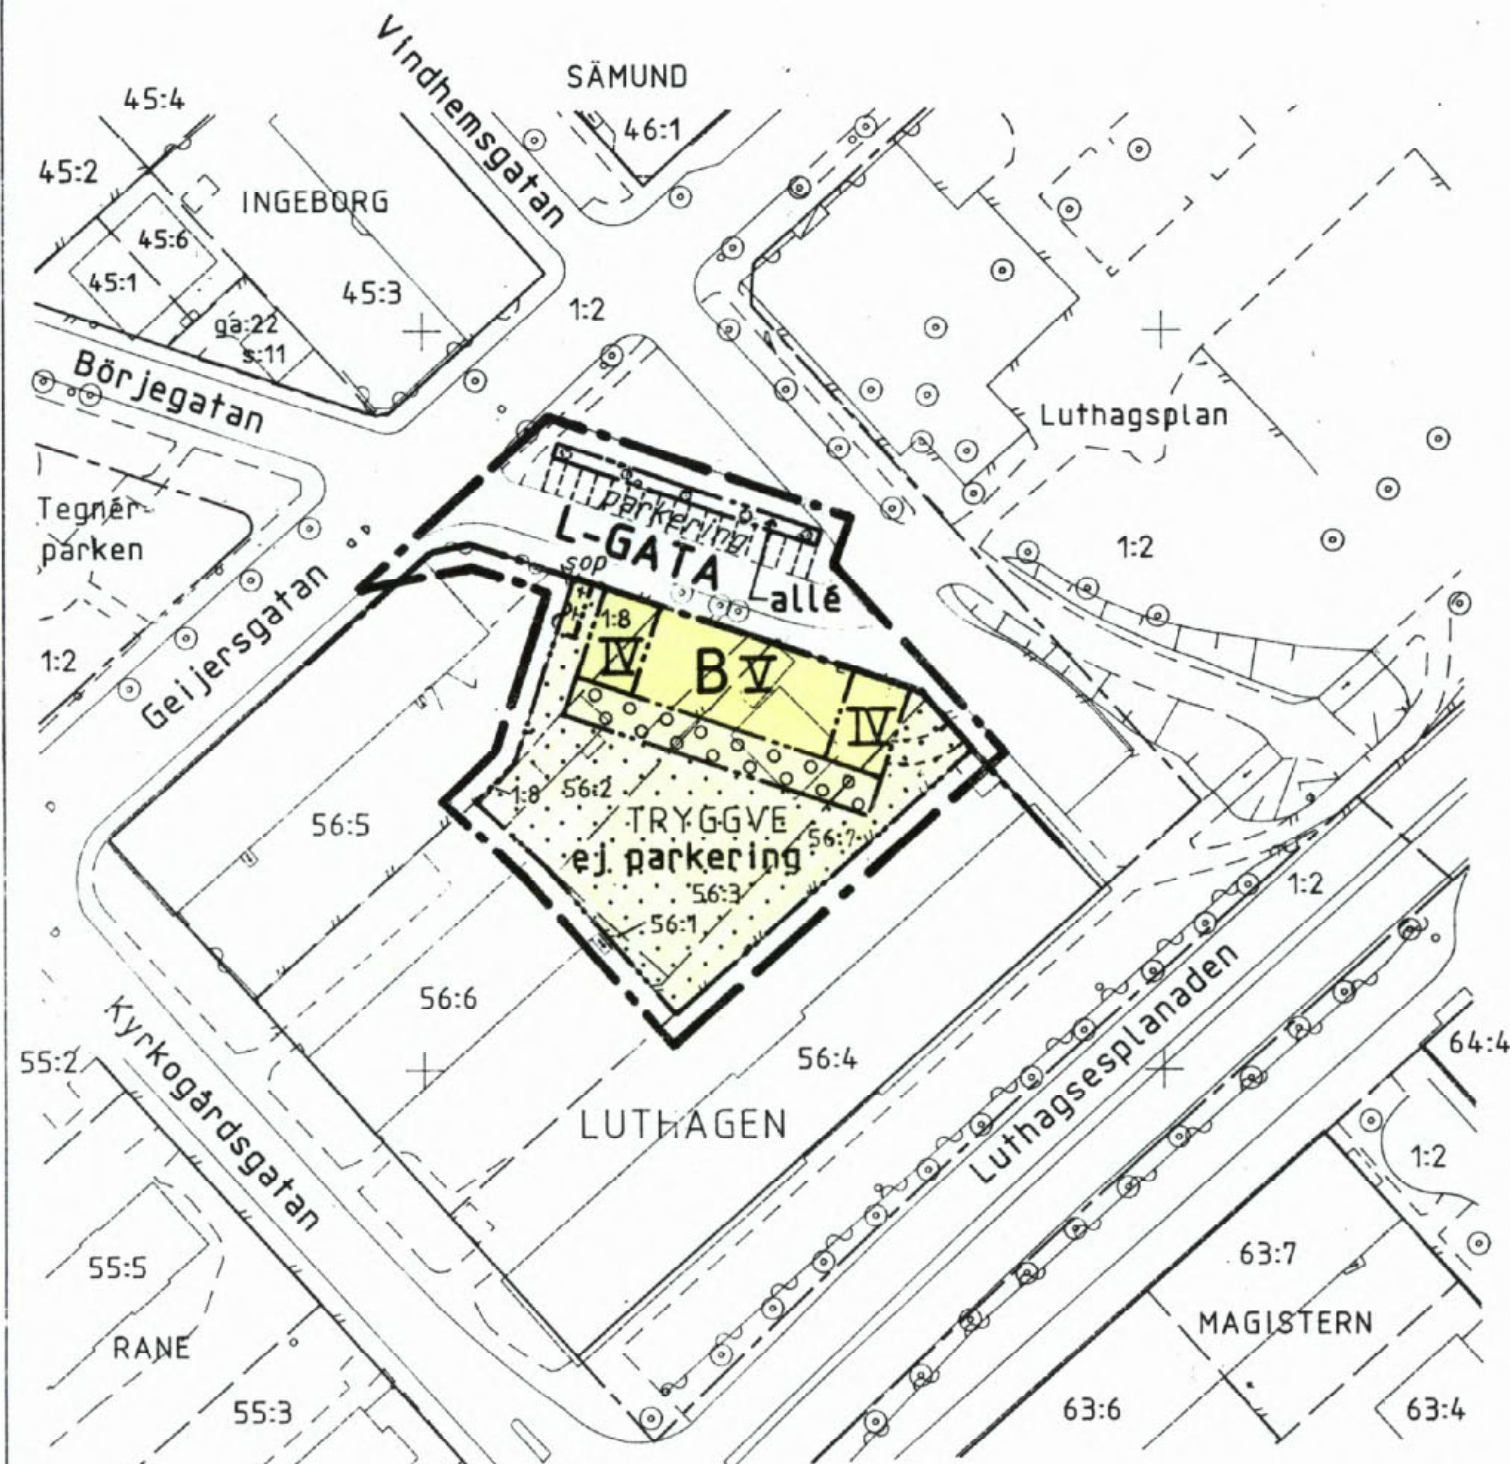 Vindhemsgatan
SÄMUND
46:1
45:4
45:2
INGEBORG
45:6
45:1
45:3
ga:22
s:11
1:2
Börjegatan
Luthagsplan
Tegnér-
parken
parkering
L-GATA
sop
allé
1:2
1:8
IV
B V
IV
1:2
Geijersgatan
1:8
56:2
TRYGGVE
56:7
ej parkering
56:3
56:1
56:5
1:2
56:6
56:4
LUTHAGEN
Luthagsesplanaden
Kyrkogårdsgatan
55:2
64:4
1:2
55:5
63:7
RANE
MAGISTERN
55:3
63:6
63:4